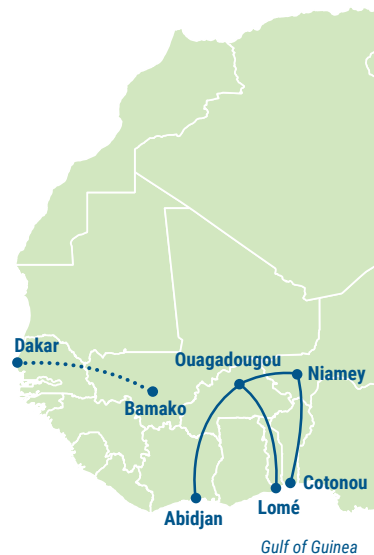 Dakar
Ouagadougou
Niamey
Bamako
Cotonou
Lomé
Abidjan
Gulf of Guinea